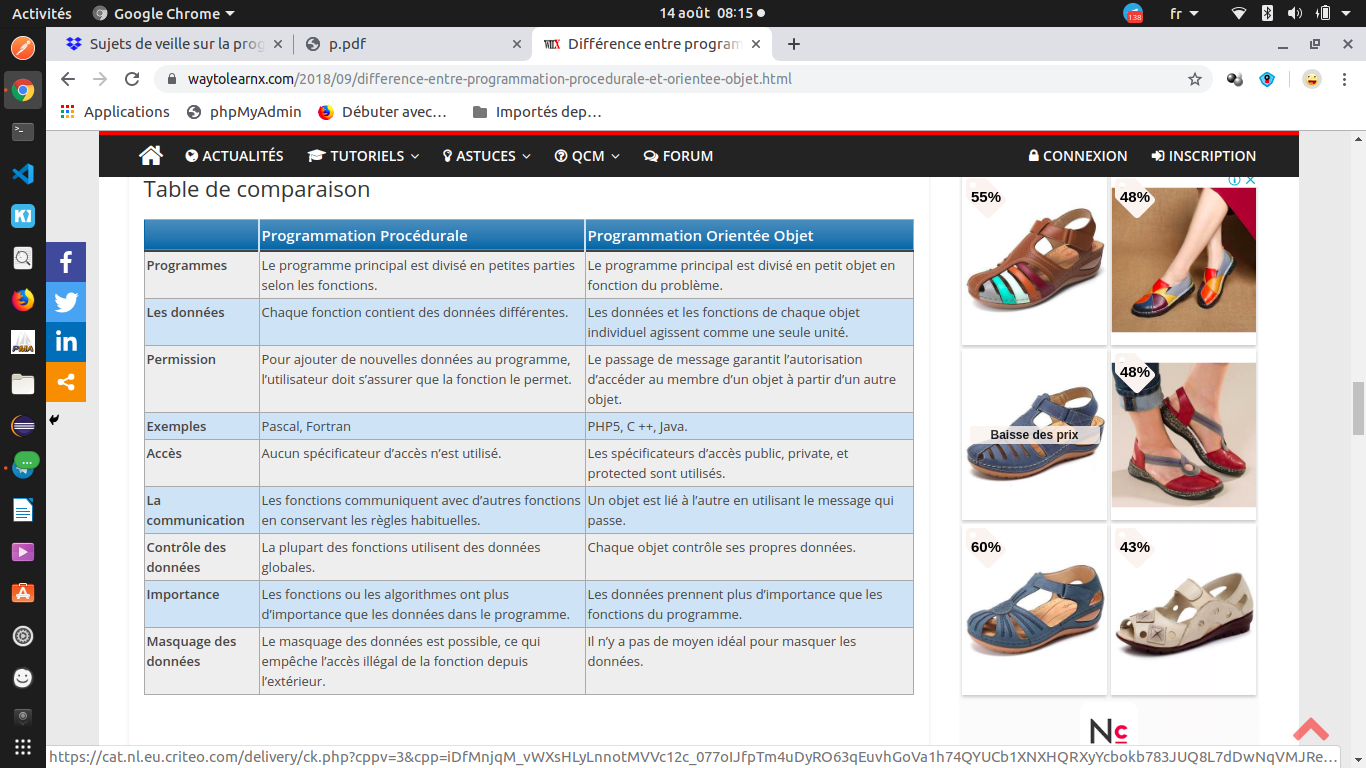 Activités
Google Chrome
14 août 08:15
138
fr
Sujets de veille sur la prog
p.pdf
Différence entre program
waytolearnx.com/2018/09/difference-entre-programmation-procedurale-et-orientee-objet.html
Applications
phpMyAdmin
Débuter avec…
Importés dep…
ACTUALITÉS
TUTORIELS
ASTUCES
QCM
FORUM
CONNEXION
INSCRIPTION
Table de comparaison
Programmation Procédurale
Programmation Orientée Objet
Programmes
Le programme principal est divisé en petites parties
selon les fonctions.
Le programme principal est divisé en petit objet en
fonction du problème.
Les données
Chaque fonction contient des données différentes.
Les données et les fonctions de chaque objet
individuel agissent comme une seule unité.
Permission
Pour ajouter de nouvelles données au programme,
l’utilisateur doit s’assurer que la fonction le permet.
Le passage de message garantit l’autorisation
d’accéder au membre d’un objet à partir d’un autre
objet.
Exemples
Pascal, Fortran
PHP5, C ++, Java.
Accès
Aucun spécificateur d’accès n’est utilisé.
Les spécificateurs d’accès public, private, et
protected sont utilisés.
La
communication
Les fonctions communiquent avec d’autres fonctions
en conservant les règles habituelles.
Un objet est lié à l’autre en utilisant le message qui
passe.
Contrôle des
données
La plupart des fonctions utilisent des données
globales.
Chaque objet contrôle ses propres données.
Importance
Les fonctions ou les algorithmes ont plus
d’importance que les données dans le programme.
Les données prennent plus d’importance que les
fonctions du programme.
Masquage des
données
Le masquage des données est possible, ce qui
empêche l’accès illégal de la fonction depuis
l’extérieur.
Il n’y a pas de moyen idéal pour masquer les
données.
55%
48%
Baisse des prix
48%
60%
43%
Nc
PMA